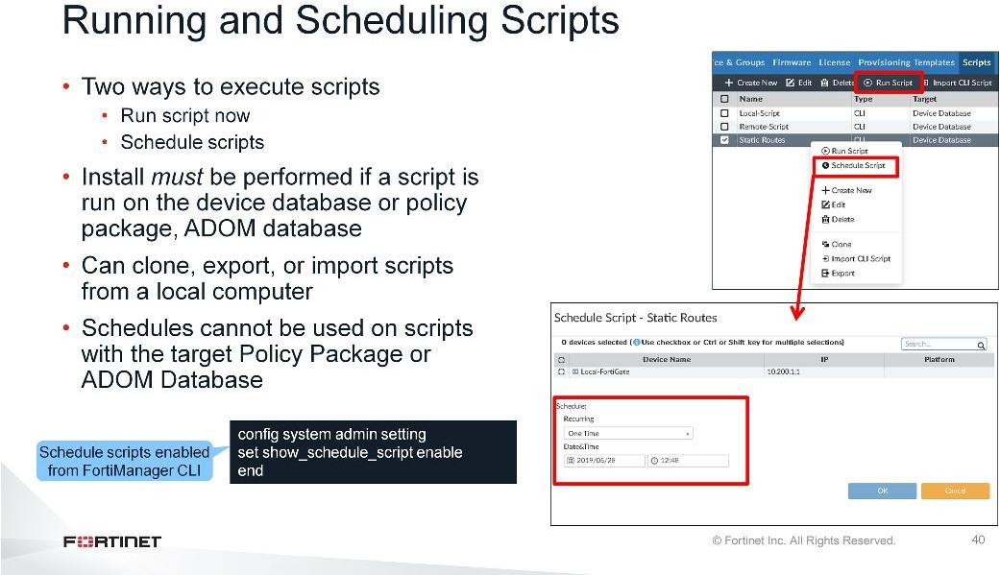 Running and Scheduling Scripts
• Two ways to execute scripts
• Run script now
• Schedule scripts
• Install must be performed if a script is
run on the device database or policy
package, ADOM database
• Can clone, export, or import scripts
from a local computer
• Schedules cannot be used on scripts
with the target Policy Package or
ADOM Database
Schedule scripts enabled
from FortiManager CLI
config system admin setting
set show_schedule_script enable
end
ce & Groups Firmware License Provisioning Templates Scripts
Create New Edit Delete Run Script Import CLI Script
Name Type Target
Local-Script CLI Device Database
Remote-Script CLI Device Database
Static Routes CLI Device Database
Run Script
Schedule Script
Create New
Edit
Delete
Clone
Import CLI Script
Export
Schedule Script - Static Routes
0 devices selected (Use checkbox or Ctrl or Shift key for multiple selections) Search...
Device Name IP Platform
Local-FortiGate 10.200.1.1
Schedule:
Recurring
One Time
Date&Time
2019/05/28 12:48
OK Cancel
FORTINET
© Fortinet Inc. All Rights Reserved. 40